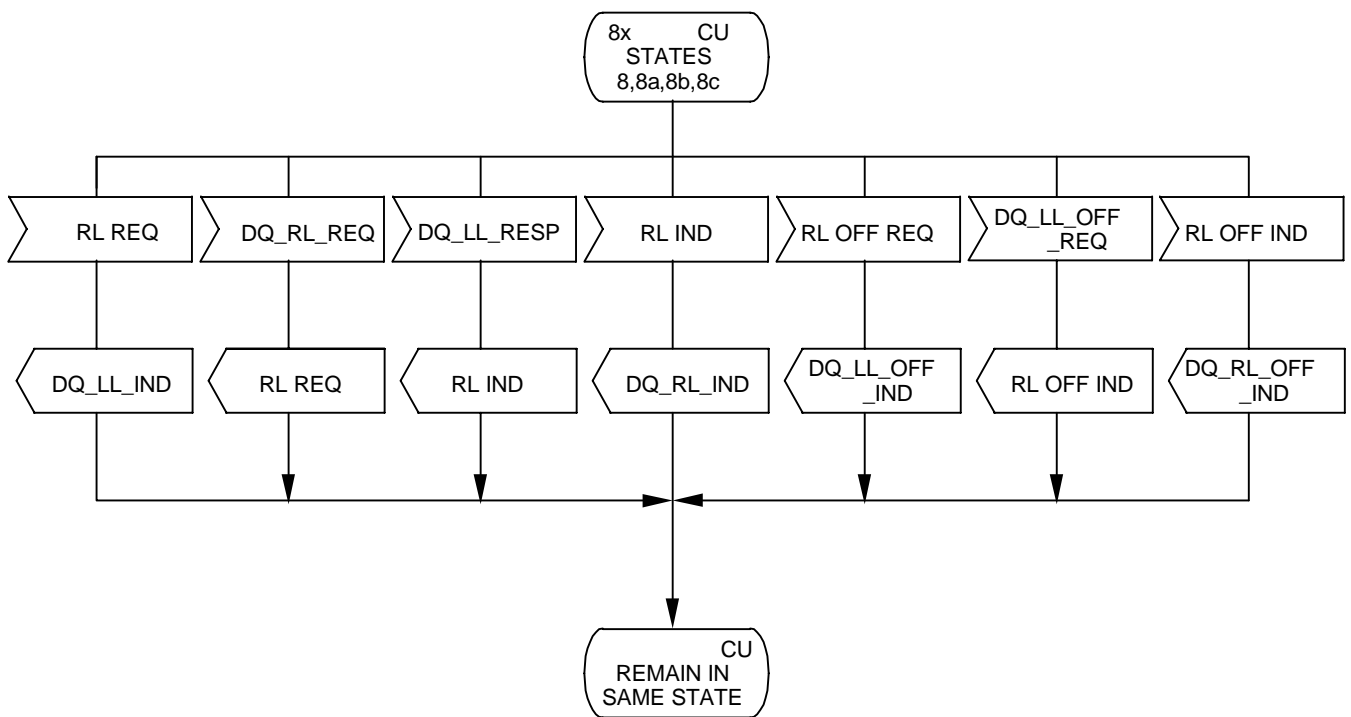 8x CU
STATES
8,8a,8b,8c
RL REQ
DQ_RL_REQ
DQ_LL_RESP
RL IND
RL OFF REQ
DQ_LL_OFF
_REQ
RL OFF IND
DQ_LL_IND
RL REQ
RL IND
DQ_RL_IND
DQ_LL_OFF
_IND
RL OFF IND
DQ_RL_OFF
_IND
CU
REMAIN IN
SAME STATE